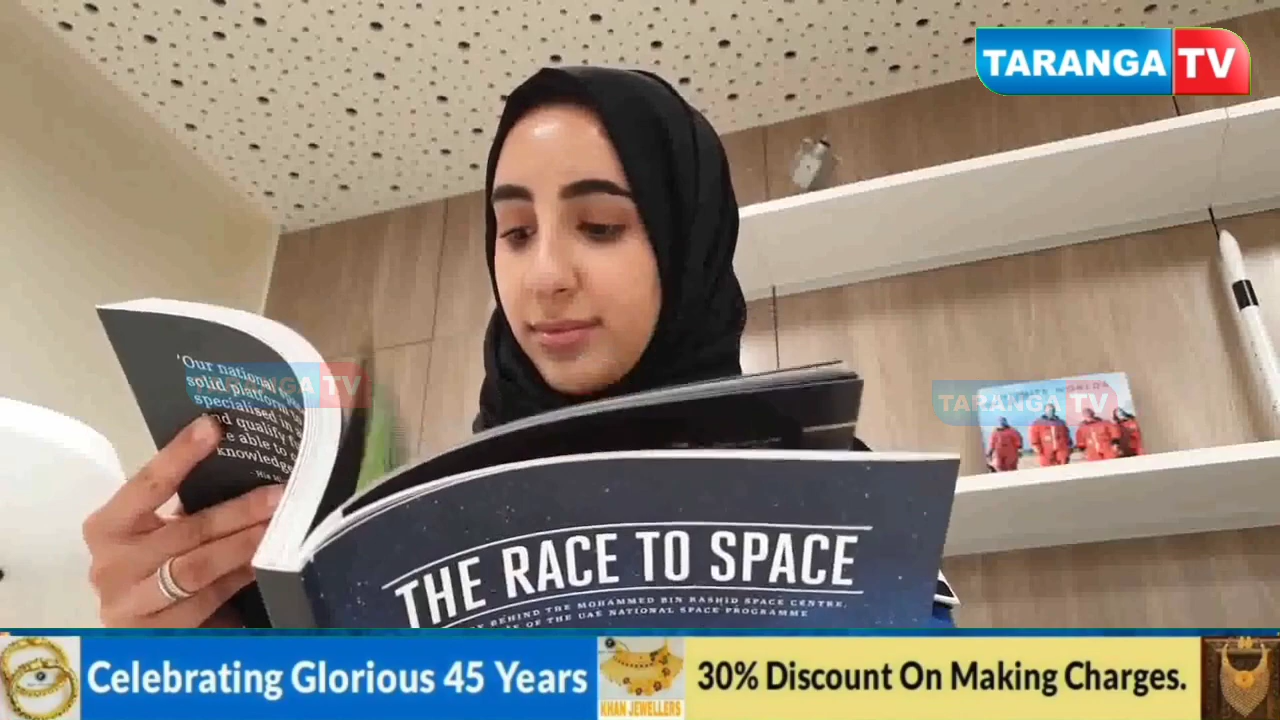 TARANGA TV
'Our national
solid platform
specialised in
and qualify
able to
knowledge
TARANGA TV
TARANGA TV
THE RACE TO SPACE
BEHIND THE MOHAMMED BIN RASHID SPACE CENTRE,
OF THE UAE NATIONAL SPACE PROGRAMME
Celebrating Glorious 45 Years
KHAN JEWELLERS
30% Discount On Making Charges.